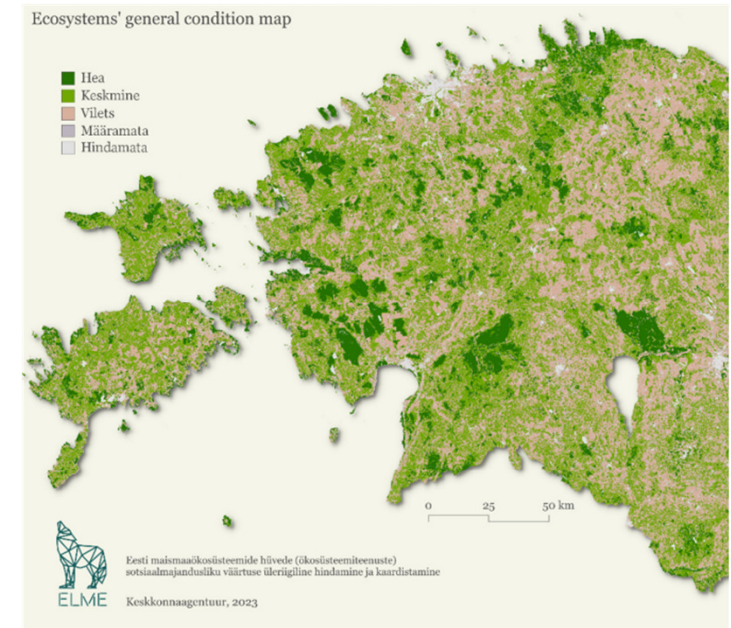 Ecosystems' general condition map
Hea
Keskmine
Vilets
Määramata
Hindamata
0 25 50 km
Eesti maismaaökosüsteemide hüvede (ökosüsteemiteenuste)
sotsiaalmajandusliku väärtuse üleriigiline hindamine ja kaardistamine
ELME
Keskkonnaagentuur, 2023